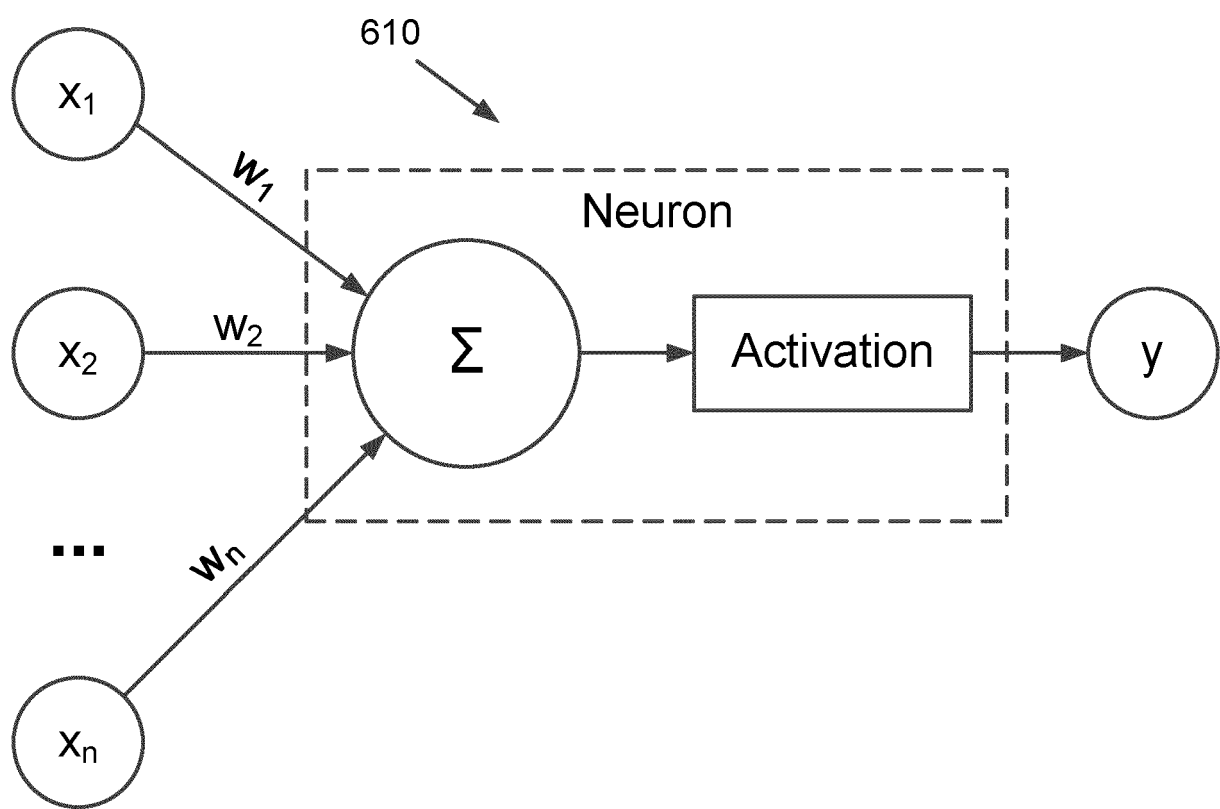 610
x₁
w₁
Neuron
x₂
w₂
Σ
Activation
y
...
wₙ
xₙ